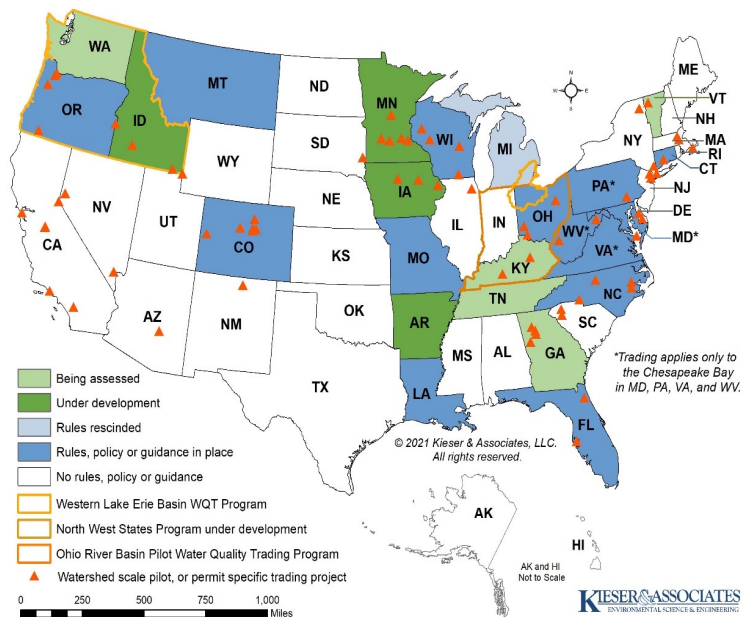 WA
MT
ND
ME
VT
OR
ID
MN
NH
SD
WI
MI
NY
MA
RI
WY
CT
IA
PA*
NJ
NE
NV
IL
IN
OH
DE
UT
WV*
MD*
CA
CO
VA*
KS
MO
KY
NC
TN
AZ
NM
OK
AR
SC
MS
AL
GA
*Trading applies only to
the Chesapeake Bay
in MD, PA, VA, and WV.
TX
LA
FL
Being assessed
Under development
Rules rescinded
Rules, policy or guidance in place
No rules, policy or guidance
Western Lake Erie Basin WQT Program
North West States Program under development
Ohio River Basin Pilot Water Quality Trading Program
Watershed scale pilot, or permit specific trading project
0 250 500 1,000
Miles
© 2021 Kieser & Associates, LLC.
All rights reserved.
N
W E
S
AK
HI
AK and HI
Not to Scale
KIESER&ASSOCIATES
ENVIRONMENTAL SCIENCE & ENGINEERING